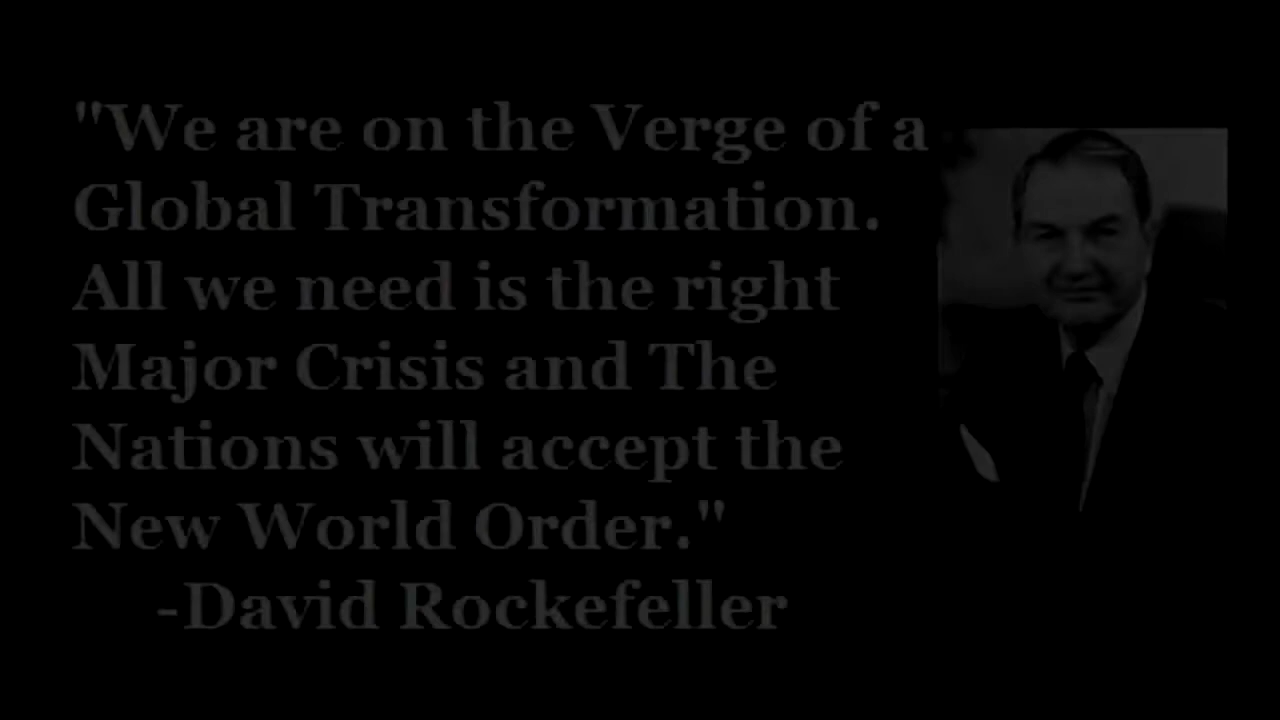 "We are on the Verge of a
Global Transformation.
All we need is the right
Major Crisis and The
Nations will accept the
New World Order."
-David Rockefeller